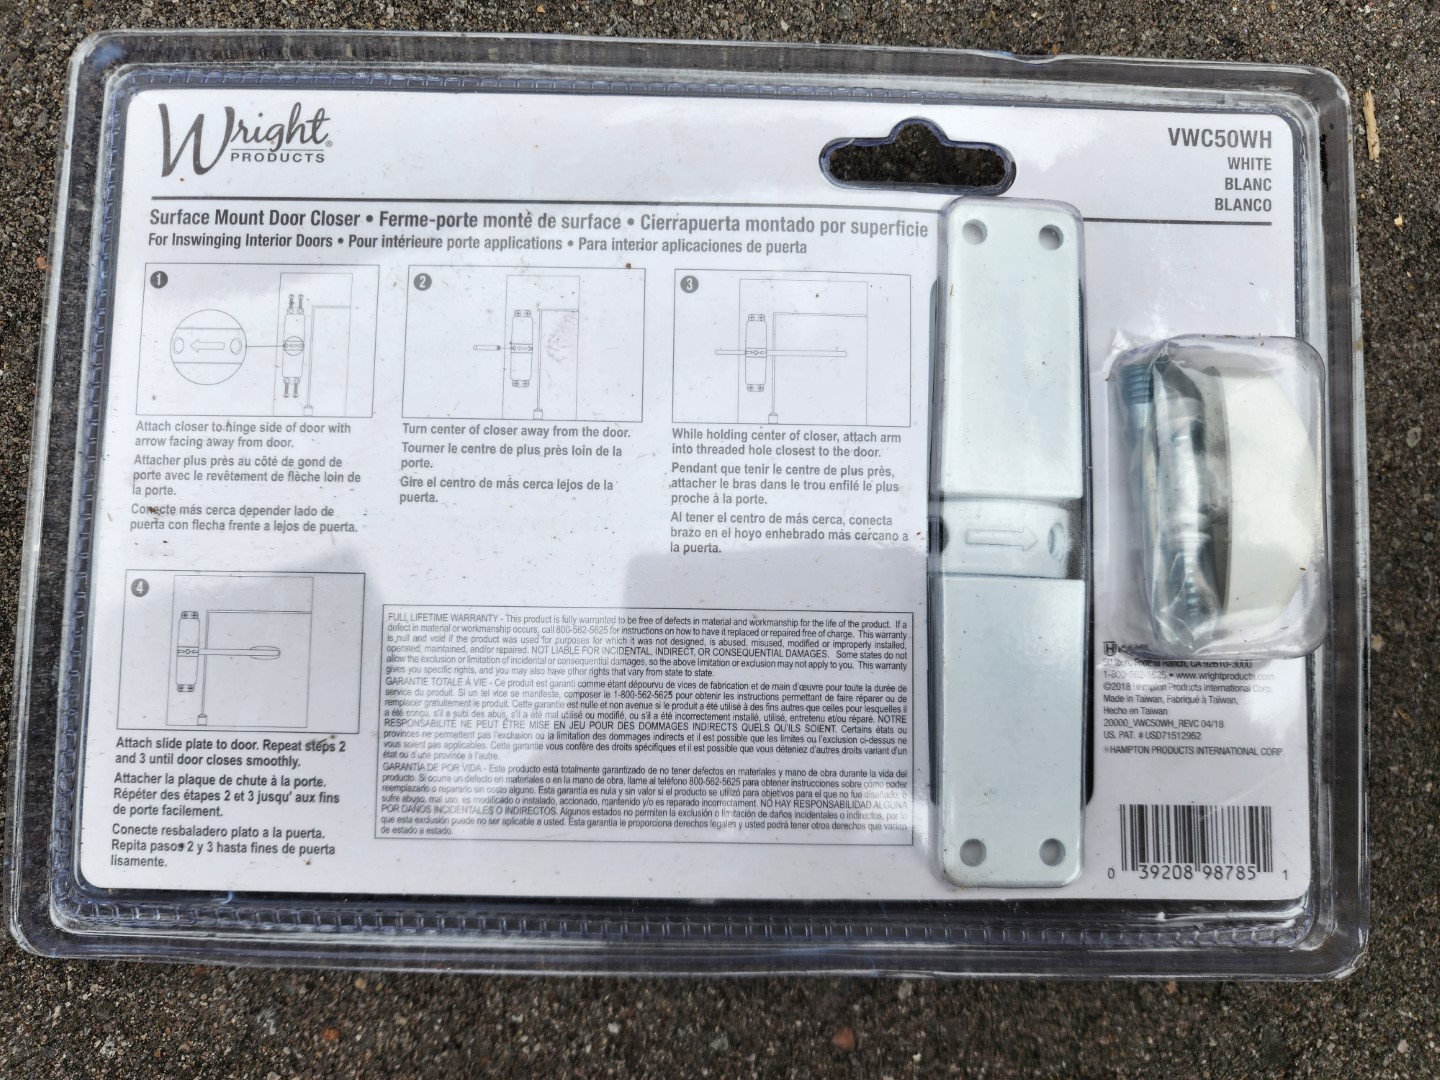 Wright®
PRODUCTS
VWC50WH
WHITE
BLANC
BLANCO
Surface Mount Door Closer • Ferme-porte monté de surface • Cierrapuerta montado por superficie
For Inswinging Interior Doors • Pour intérieure porte applications • Para interior aplicaciones de puerta
1
Attach closer to hinge side of door with
arrow facing away from door.
Attacher plus près au côté de gond de
porte avec le revêtement de flèche loin de
la porte.
Conecte más cerca depender lado de
puerta con flecha frente a lejos de puerta.
2
Turn center of closer away from the door.
Tourner le centre de plus près loin de la
porte.
Gire el centro de más cerca lejos de la
puerta.
3
While holding center of closer, attach arm
into threaded hole closest to the door.
Pendant que tenir le centre de plus près,
attacher le bras dans le trou enfilé le plus
proche à la porte.
Al tener el centro de más cerca, conecta
brazo en el hoyo enhebrado más cercano a
la puerta.
4
Attach slide plate to door. Repeat steps 2
and 3 until door closes smoothly.
Attacher la plaque de chute à la porte.
Répéter des étapes 2 et 3 jusqu' aux fins
de porte facilement.
Conecte resbaladero plato a la puerta.
Repita pasos 2 y 3 hasta fines de puerta
lisamente.
FULL LIFETIME WARRANTY - This product is fully warranted to be free of defects in material and workmanship for the life of the product. If a
defect in material or workmanship occurs, call 800-562-5625 for instructions on how to have it replaced or repaired free of charge. This warranty
is null and void if the product was used for purposes for which it was not designed, is abused, misused, modified or improperly installed,
operated, maintained, and/or repaired. NOT LIABLE FOR INCIDENTAL, INDIRECT, OR CONSEQUENTIAL DAMAGES. Some states do not
allow the exclusion or limitation of incidental or consequential damages, so the above limitation or exclusion may not apply to you. This warranty
gives you specific rights, and you may also have other rights that vary from state to state.
GARANTIE TOTALE À VIE - Ce produit est garanti comme étant dépourvu de vices de fabrication et de main d'œuvre pour toute la durée de
service du produit. Si un tel vice se manifeste, composer le 1-800-562-5625 pour obtenir les instructions permettant de faire réparer ou de
remplacer gratuitement le produit. Cette garantie est nulle et non avenue si le produit a été utilisé à des fins autres que celles pour lesquelles il
a été conçu, s'il a subi des abus, s'il a été mal utilisé ou modifié, ou s'il a été incorrectement installé, utilisé, entretenu et/ou réparé. NOTRE
RESPONSABILITÉ NE PEUT ÊTRE MISE EN JEU POUR DES DOMMAGES INDIRECTS QUELS QU'ILS SOIENT. Certains états ou
provinces ne permettent pas l'exclusion ou la limitation des dommages indirects et il est possible que les limites ou l'exclusion ci-dessus ne
vous soient pas applicables. Cette garantie vous confère des droits spécifiques et il est possible que vous déteniez d'autres droits variant d'un
état ou d'une province à l'autre.
GARANTÍA DE POR VIDA - Este producto está totalmente garantizado de no tener defectos en materiales y mano de obra durante la vida del
producto. Si ocurre un defecto en materiales o en la mano de obra, llame al teléfono 800-562-5625 para obtener instrucciones sobre cómo poder
reemplazarlo o repararlo sin costo alguno. Esta garantía es nula y sin valor si el producto se utilizó para objetivos para el que no fue diseñado, o
sufre abuso, mal uso, es modificado o instalado, accionado, mantenido y/o es reparado incorrectamente. NO HAY RESPONSABILIDAD ALGUNA
POR DAÑOS INCIDENTALES O INDIRECTOS. Algunos estados no permiten la exclusión o limitación de daños incidentales o indirectos, por lo
que esta exclusión puede no ser aplicable a usted. Esta garantía le proporciona derechos legales y usted podrá tener otros derechos que varían
de estado a estado.
Foothill Ranch, CA 92610-3000
1-800-562-5625 • www.wrightproducts.com
©2018 Hampton Products International Corp.
Made in Taiwan, Fabriqué à Taiwan,
Hecho en Taiwan
20000_VWC50WH_REVC 04/18
US. PAT. # USD71512952
®HAMPTON PRODUCTS INTERNATIONAL CORP.
0 39208 98785 1